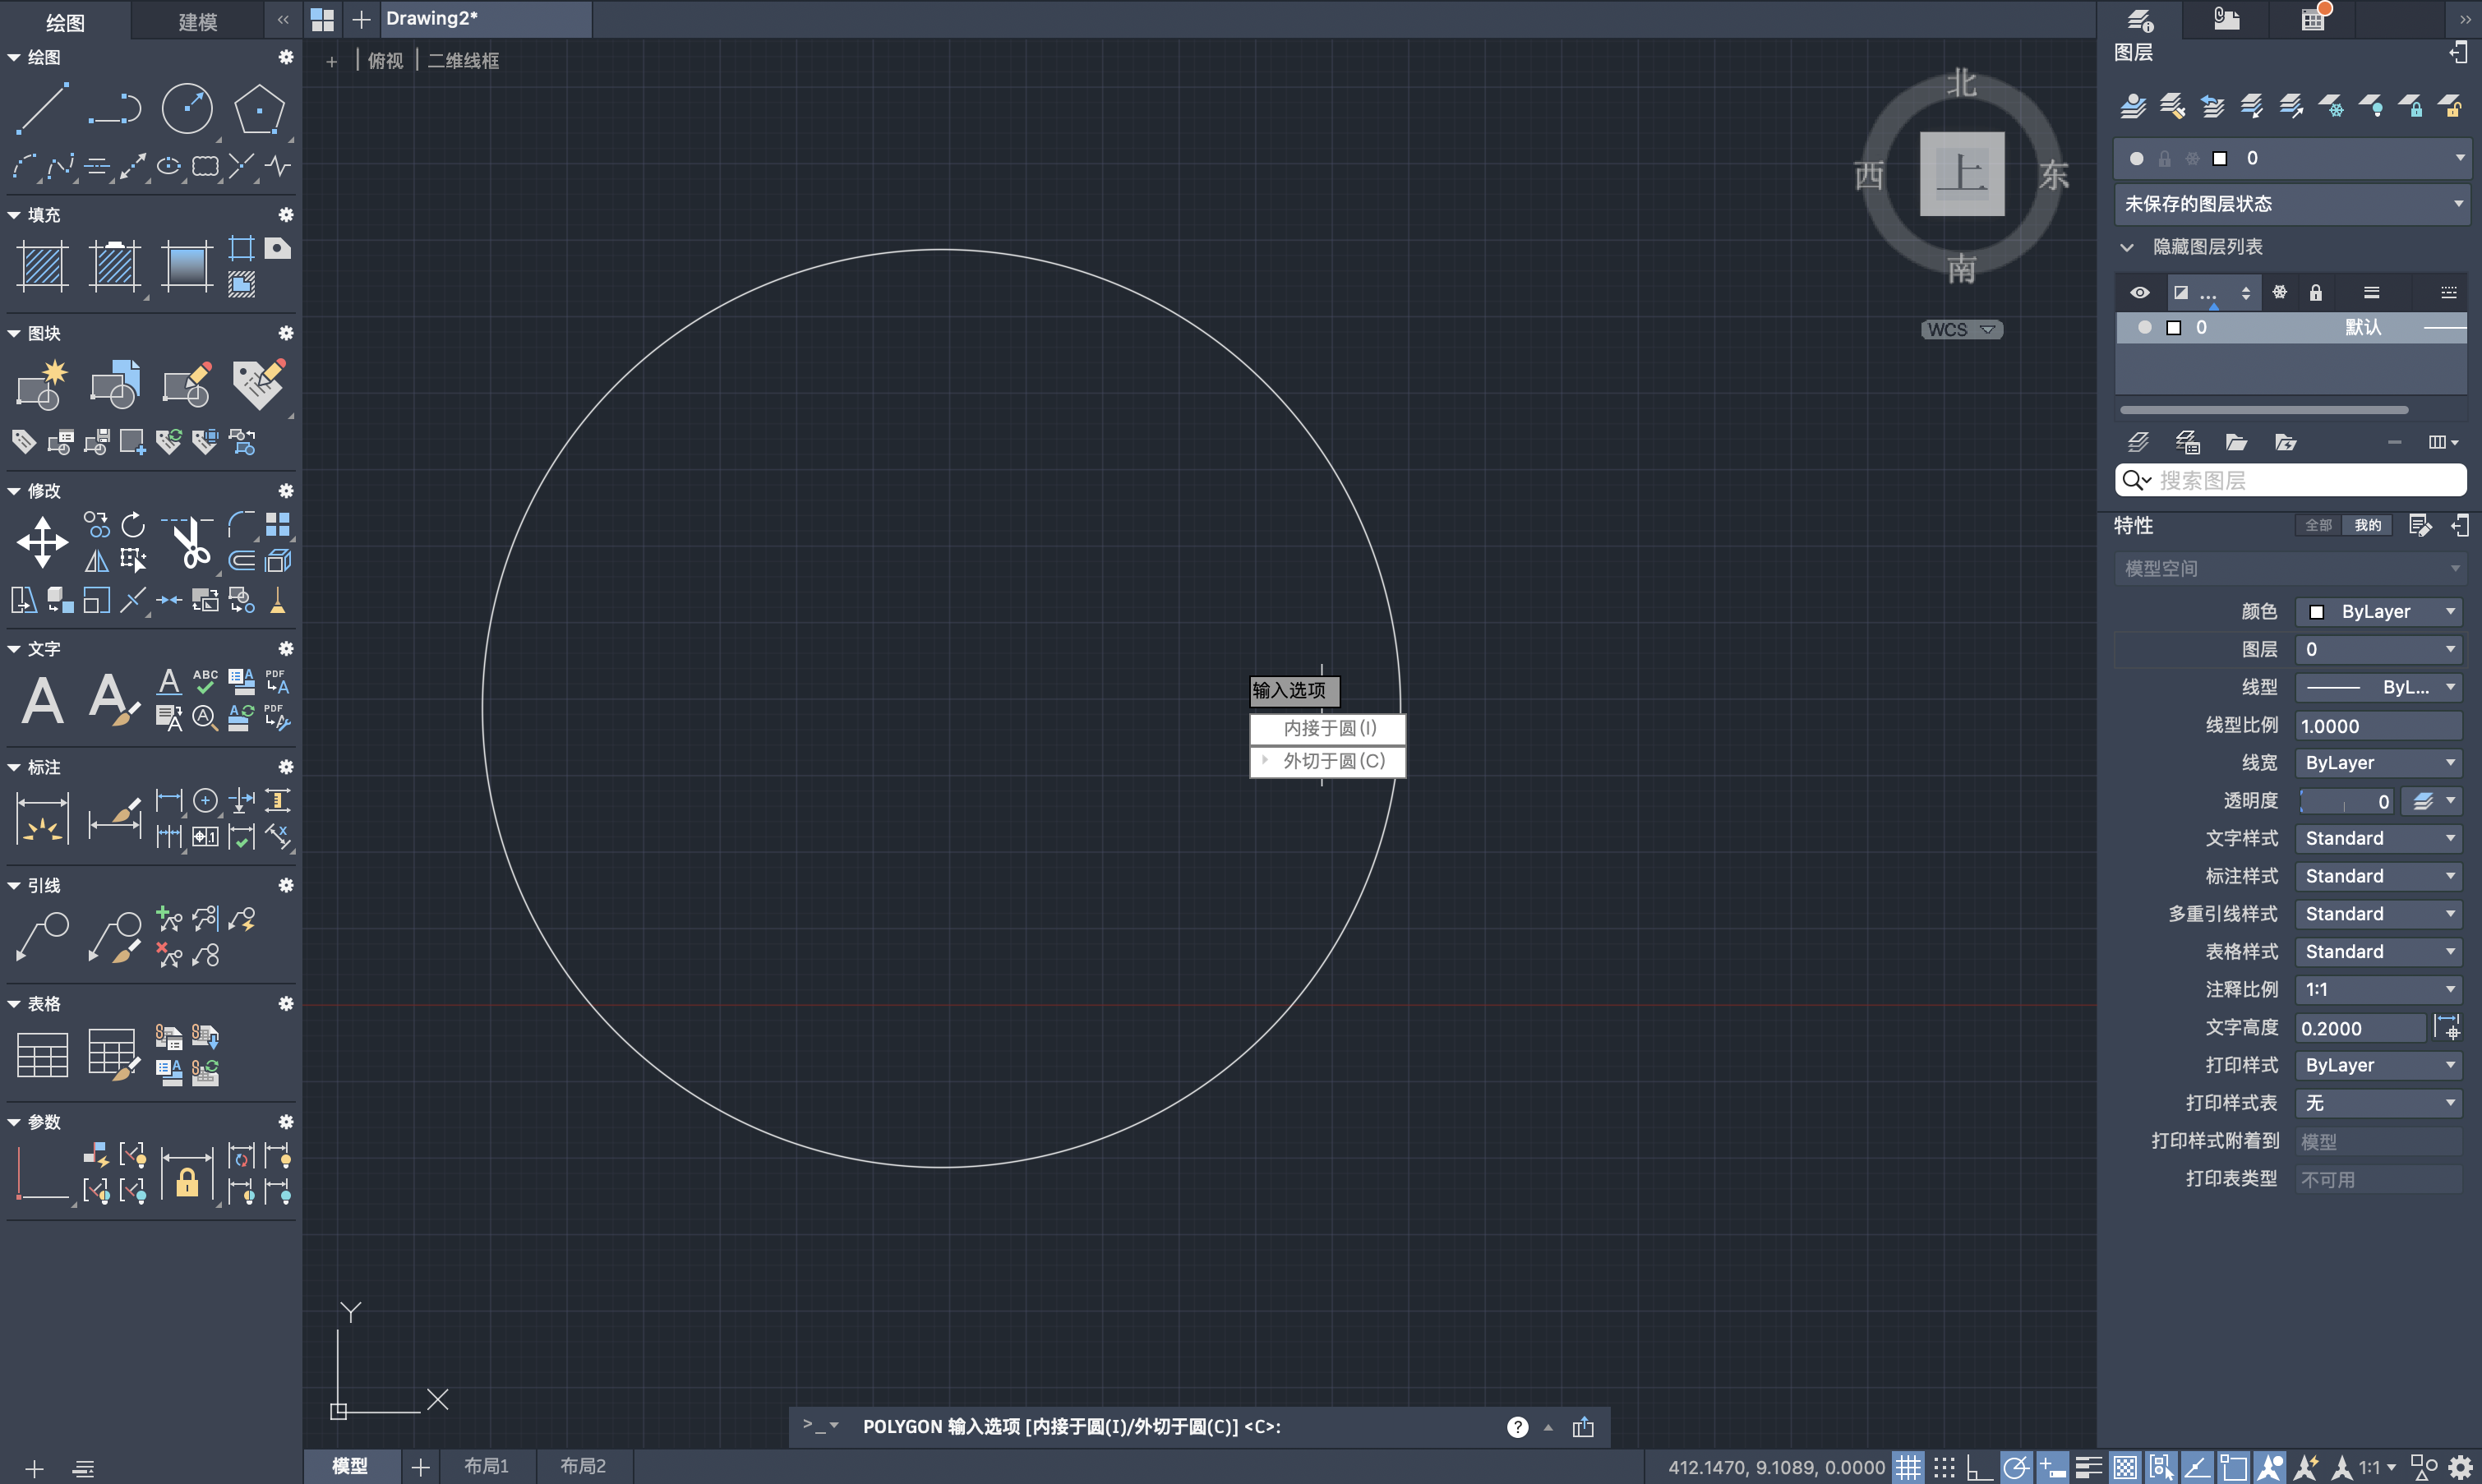 绘图
建模
«
Drawing2*
»
绘图
+
俯视
二维线框
图层
北
西
上
东
南
WCS
0
未保存的图层状态
隐藏图层列表
...
0
默认
搜索图层
填充
图块
修改
文字
A
A
A
ABC
A
PDF
A
A
A
A
PDF
标注
.1
x
引线
表格
A
参数
特性
全部
我的
模型空间
颜色
ByLayer
图层
0
线型
ByL...
线型比例
1.0000
线宽
ByLayer
透明度
0
文字样式
Standard
标注样式
Standard
多重引线样式
Standard
表格样式
Standard
注释比例
1:1
文字高度
0.2000
打印样式
ByLayer
打印样式表
无
打印样式附着到
模型
打印表类型
不可用
输入选项
内接于圆(I)
外切于圆(C)
Y
X
>_
POLYGON 输入选项 [内接于圆(I)/外切于圆(C)] <C>:
?
模型
+
布局1
布局2
412.1470, 9.1089, 0.0000
1:1